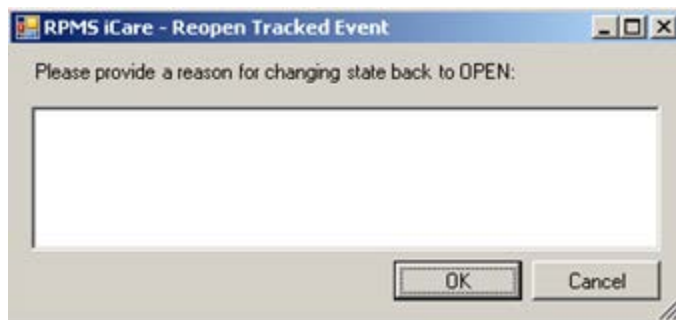 RPMS iCare - Reopen Tracked Event
Please provide a reason for changing state back to OPEN:
OK
Cancel